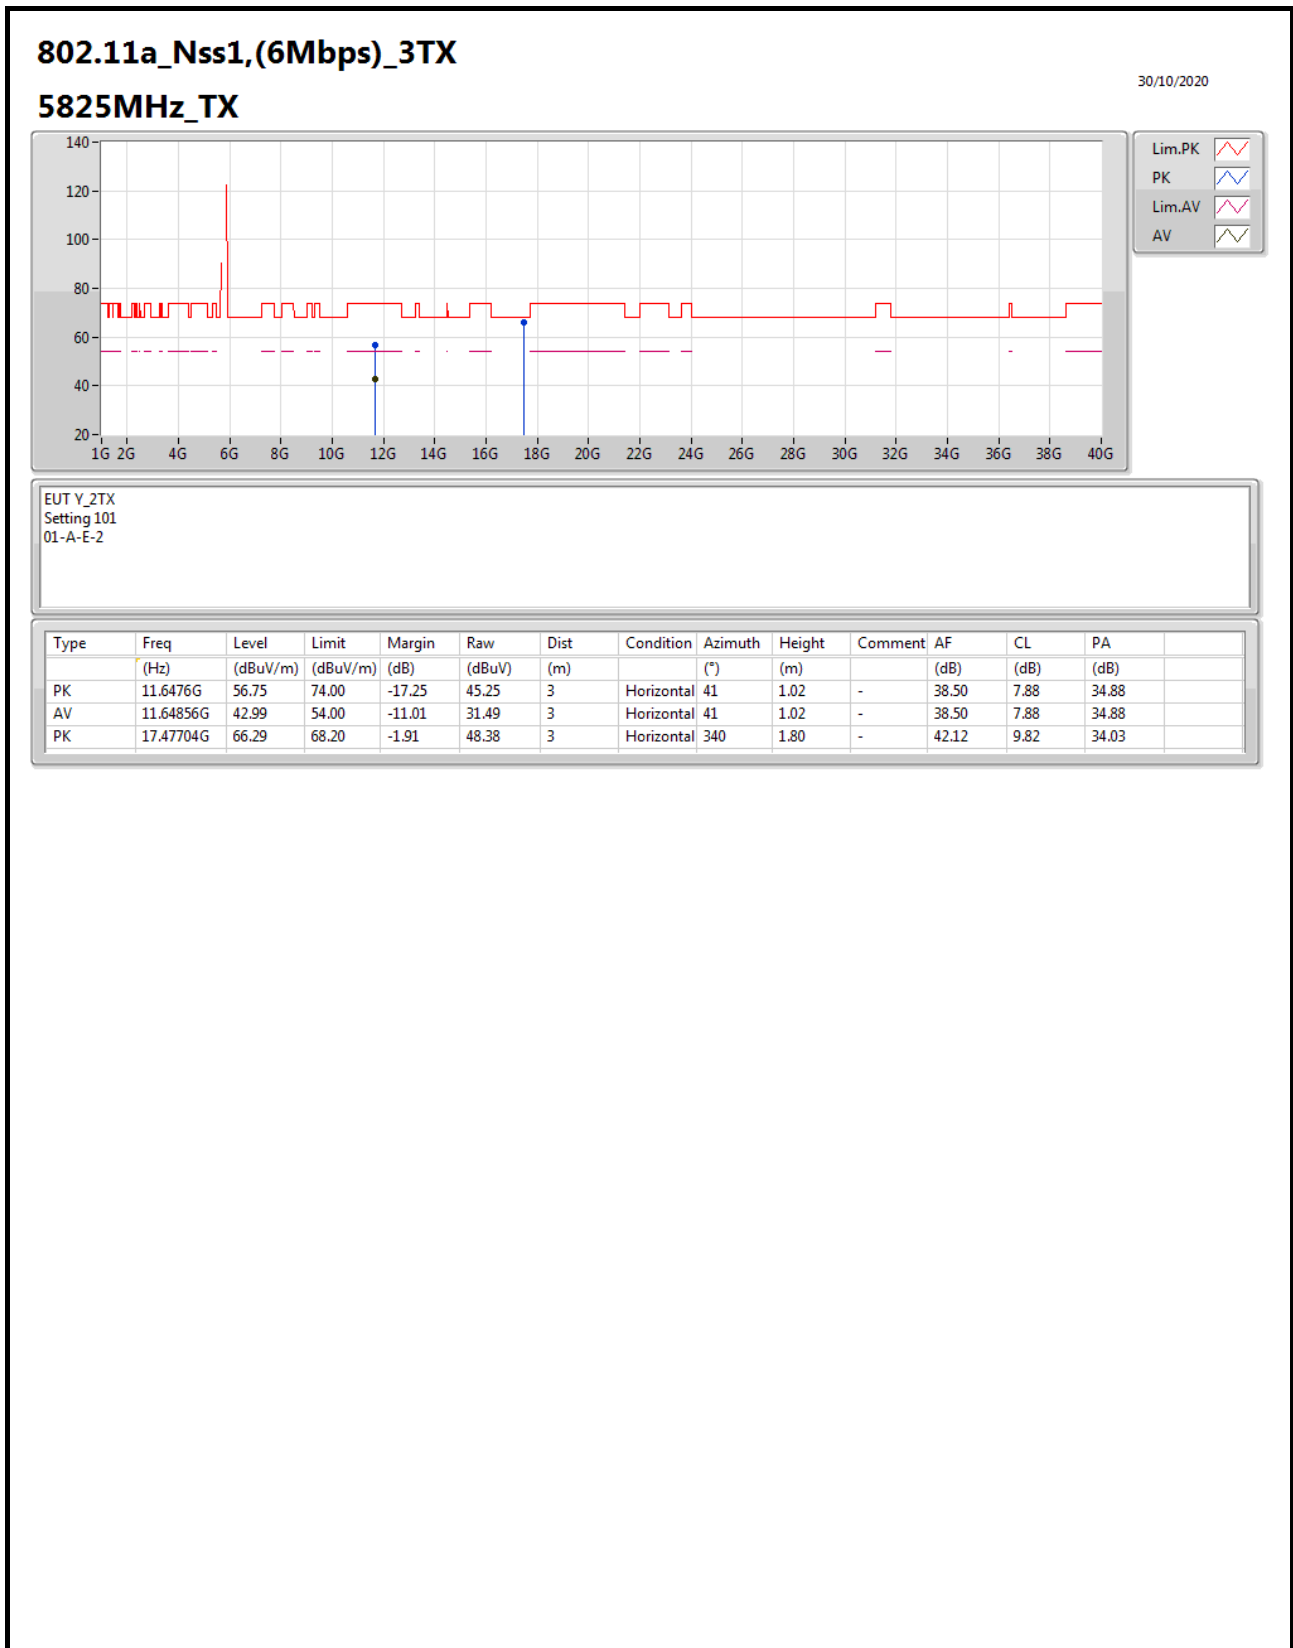 802.11a_Nss1,(6Mbps)_3TX
30/10/2020
5825MHz_TX
140
120
100
80
60
40
20
1G 2G 4G 6G 8G 10G 12G 14G 16G 18G 20G 22G 24G 26G 28G 30G 32G 34G 36G 38G 40G
Lim.PK
PK
Lim.AV
AV
EUT Y_2TX
Setting 101
01-A-E-2
Type Freq Level Limit Margin Raw Dist Condition Azimuth Height Comment AF CL PA
(Hz) (dBuV/m) (dBuV/m) (dB) (dBuV) (m) (°) (m) (dB) (dB) (dB)
PK 11.6476G 56.75 74.00 -17.25 45.25 3 Horizontal 41 1.02 - 38.50 7.88 34.88
AV 11.64856G 42.99 54.00 -11.01 31.49 3 Horizontal 41 1.02 - 38.50 7.88 34.88
PK 17.47704G 66.29 68.20 -1.91 48.38 3 Horizontal 340 1.80 - 42.12 9.82 34.03